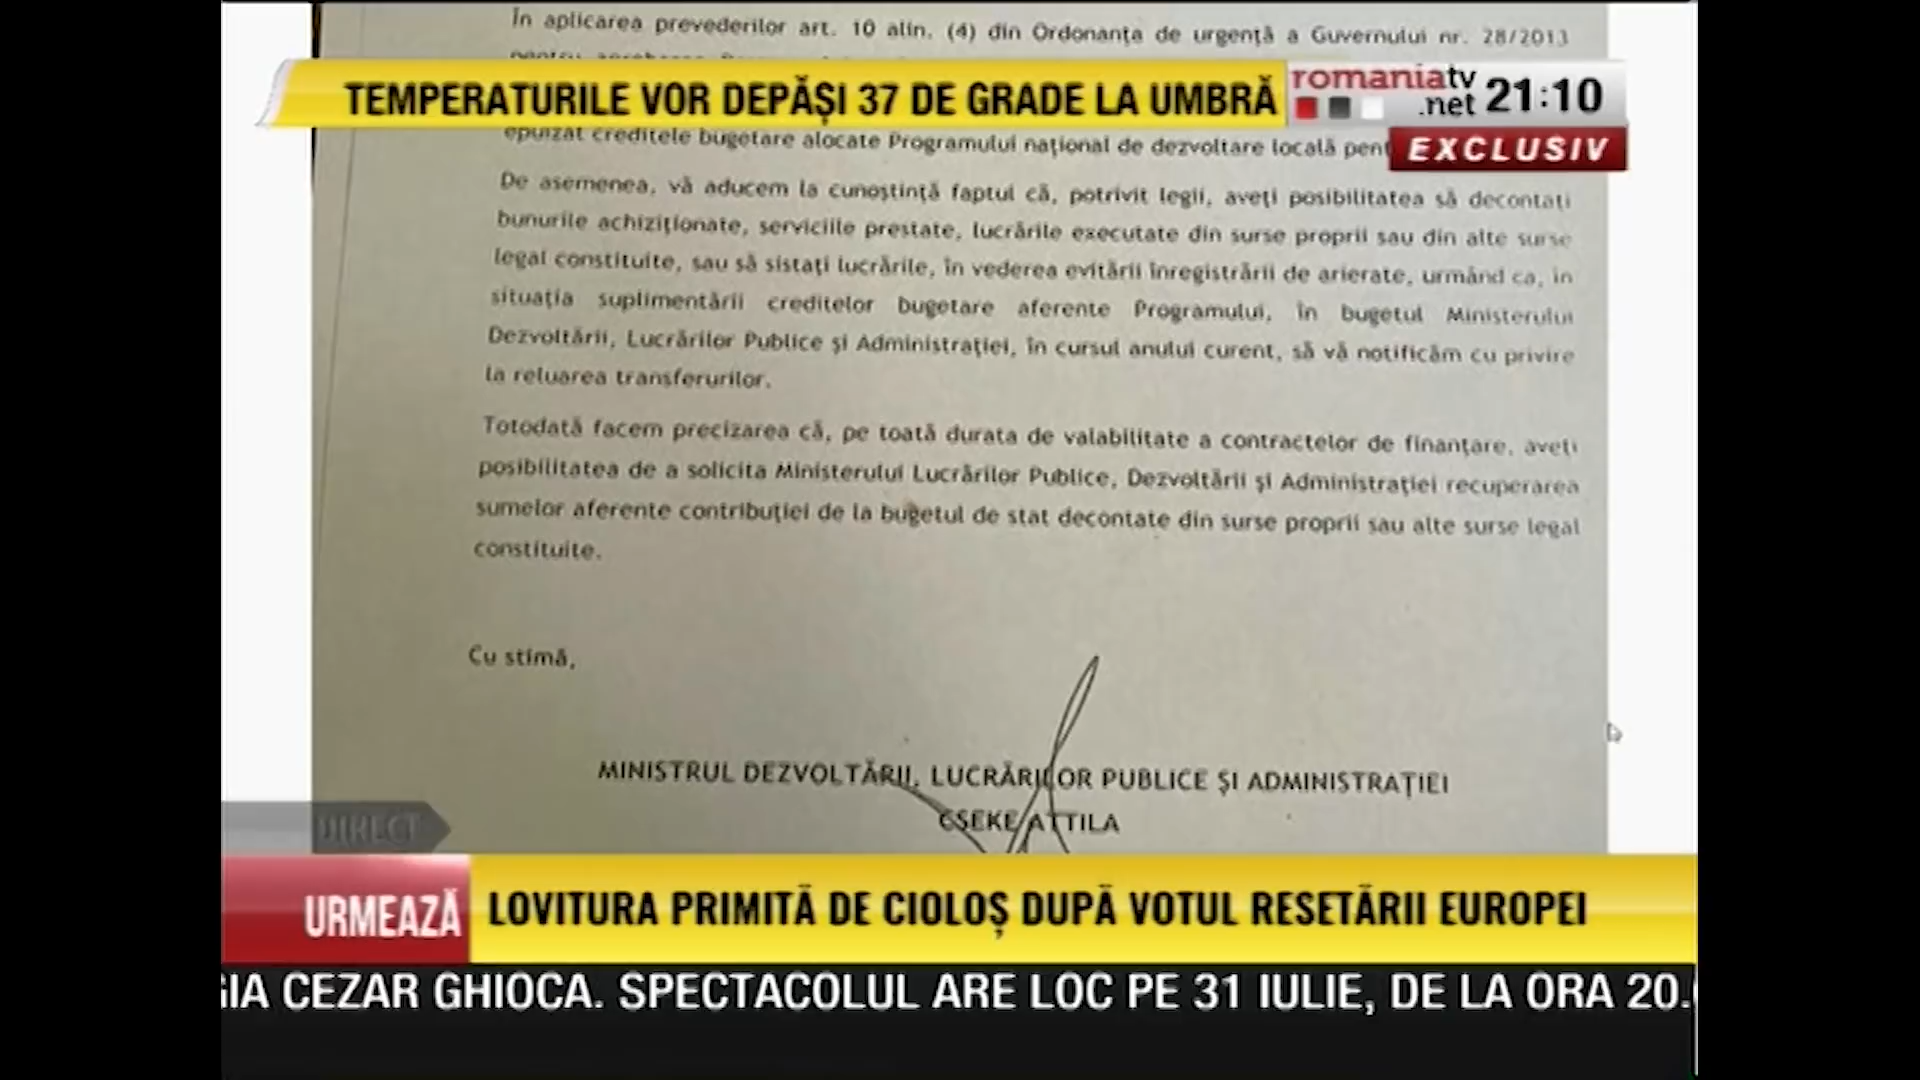 În aplicarea prevederilor art. 10 alin. (4) din Ordonanța de urgență a Guvernului nr. 28/2013
TEMPERATURILE VOR DEPĂȘI 37 DE GRADE LA UMBRĂ
romaniatv
.net
21:10
EXCLUSIV
epuizat creditele bugetare alocate Programului național de dezvoltare locală
De asemenea, vă aducem la cunoștință faptul că, potrivit legii, aveți posibilitatea să decontați
bunurile achiziționate, serviciile prestate, lucrările executate din surse proprii sau din alte surse
legal constituite, sau să sistați lucrările, în vederea evitării înregistrării de arierate, urmând ca, în
situația suplimentării creditelor bugetare aferente Programului, în bugetul Ministerului
Dezvoltării, Lucrărilor Publice și Administrației, în cursul anului curent, să vă notificăm cu privire
la reluarea transferurilor.
Totodată facem precizarea că, pe toată durata de valabilitate a contractelor de finanțare, aveți
posibilitatea de a solicita Ministerului Lucrărilor Publice, Dezvoltării și Administrației recuperarea
sumelor aferente contribuției de la bugetul de stat decontate din surse proprii sau alte surse legal
constituite.
Cu stimă,
MINISTRUL DEZVOLTĂRII, LUCRĂRILOR PUBLICE ȘI ADMINISTRAȚIEI
CSEKE ATTILA
DIRECT
URMEAZĂ
LOVITURA PRIMITĂ DE CIOLOȘ DUPĂ VOTUL RESETĂRII EUROPEI
GIA CEZAR GHIOCA. SPECTACOLUL ARE LOC PE 31 IULIE, DE LA ORA 20.